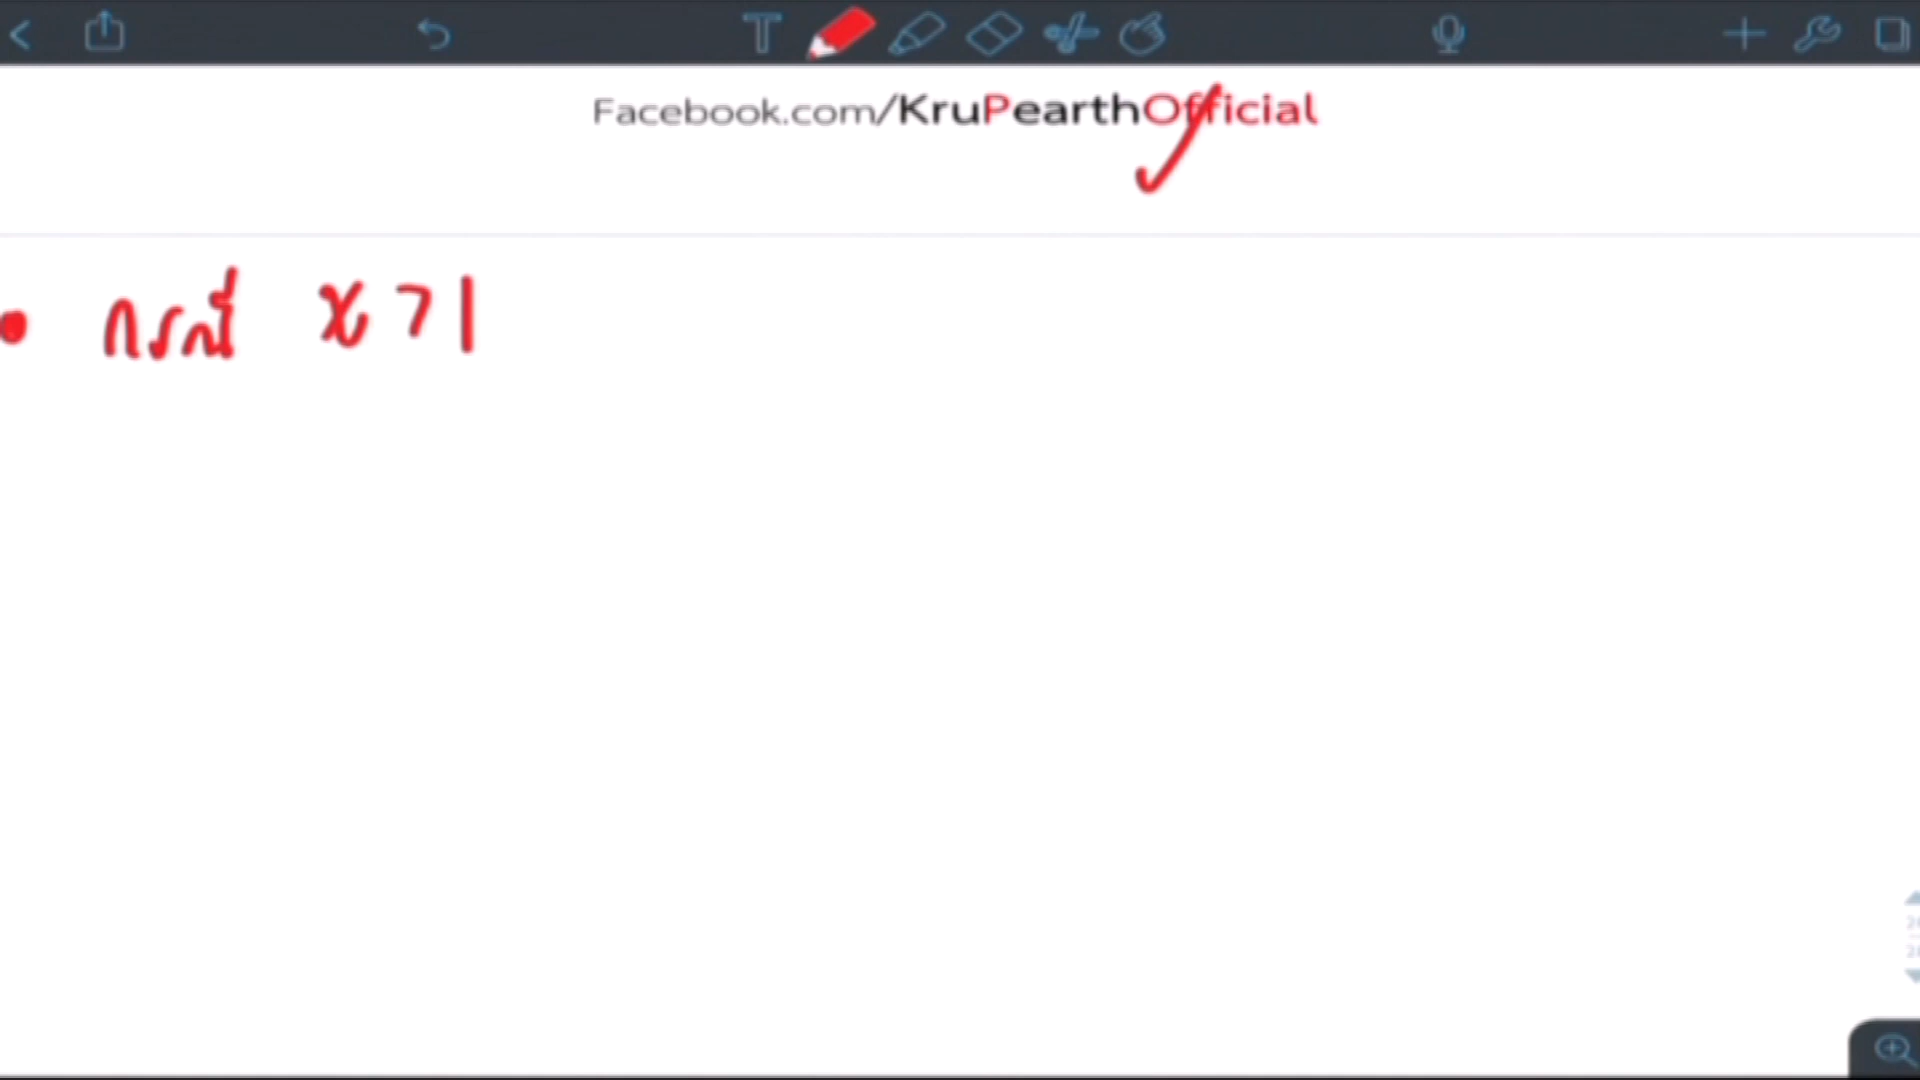 Facebook.com/KruPearthOfficial
• กรณี x > 1